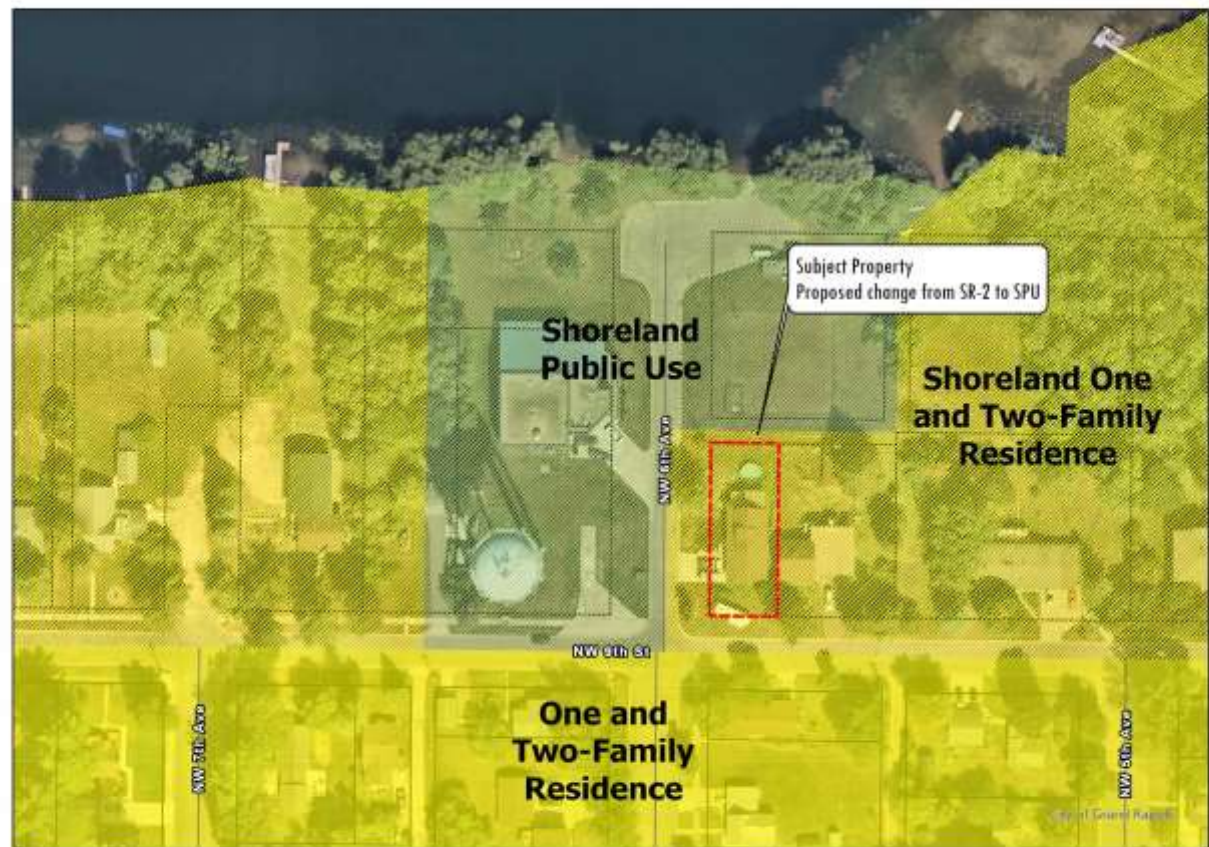 Subject Property
Proposed change from SR-2 to SPU
Shoreland
Public Use
Shoreland One
and Two-Family
Residence
NW 6th Ave
NW 9th St
One and
Two-Family
Residence
NW 7th Ave
NW 5th Ave
City of Grand Rapids